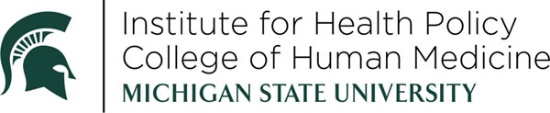 Institute for Health Policy
College of Human Medicine
MICHIGAN STATE UNIVERSITY